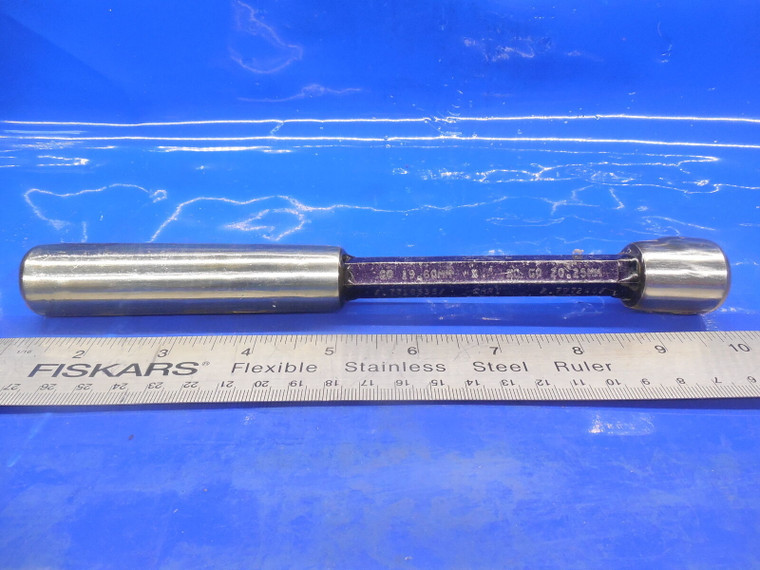 GO 19.60MM X NO GO 20.25MM
1/16 2 3 4 5 6 7 8 9 10
FISKARS® Flexible Stainless Steel Ruler
27 26 25 24 23 22 21 20 19 18 17 16 15 14 13 12 11 10 9 8 7 6